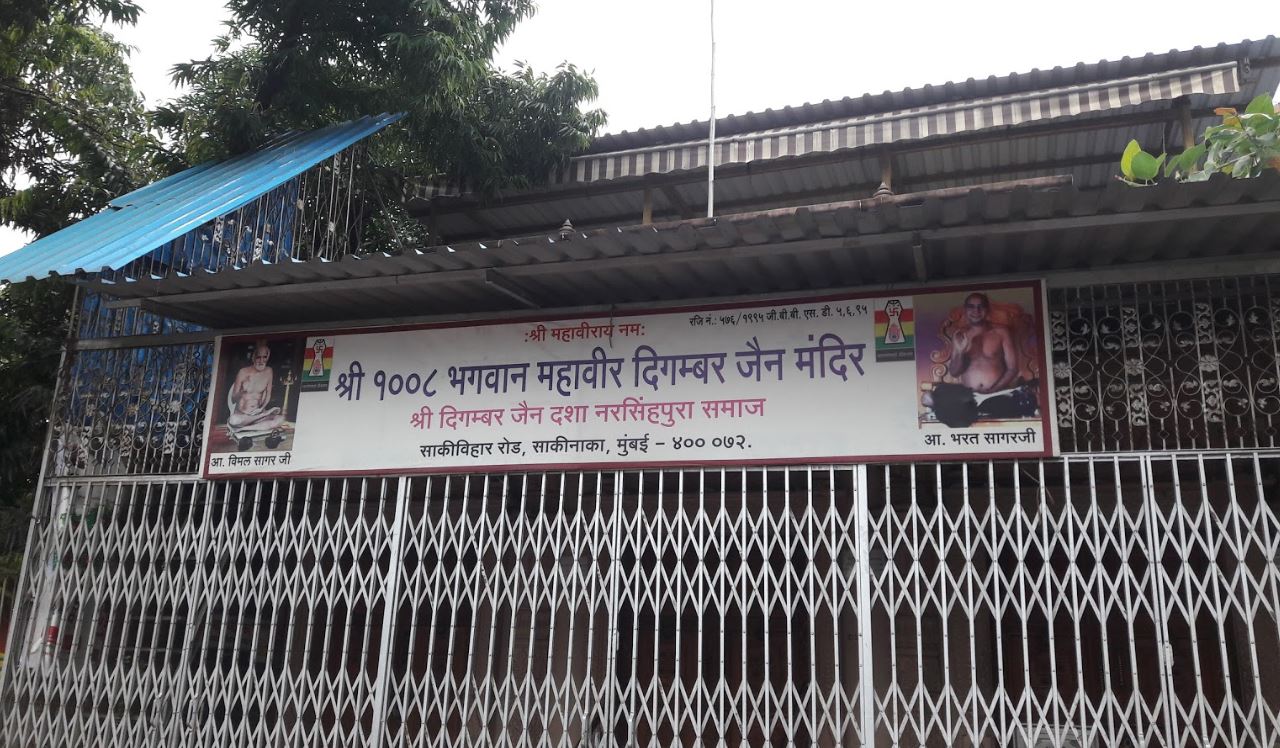 :श्री महावीराय नम:
रजि नं.: ५७६/१९९५ जी.बी.बी. एस. डी. ५,६,९५
श्री १००८ भगवान महावीर दिगम्बर जैन मंदिर
श्री दिगम्बर जैन दशा नरसिंहपुरा समाज
साकीविहार रोड, साकीनाका, मुंबई – ४०० ०७२.
आ. विमल सागर जी
आ. भरत सागरजी